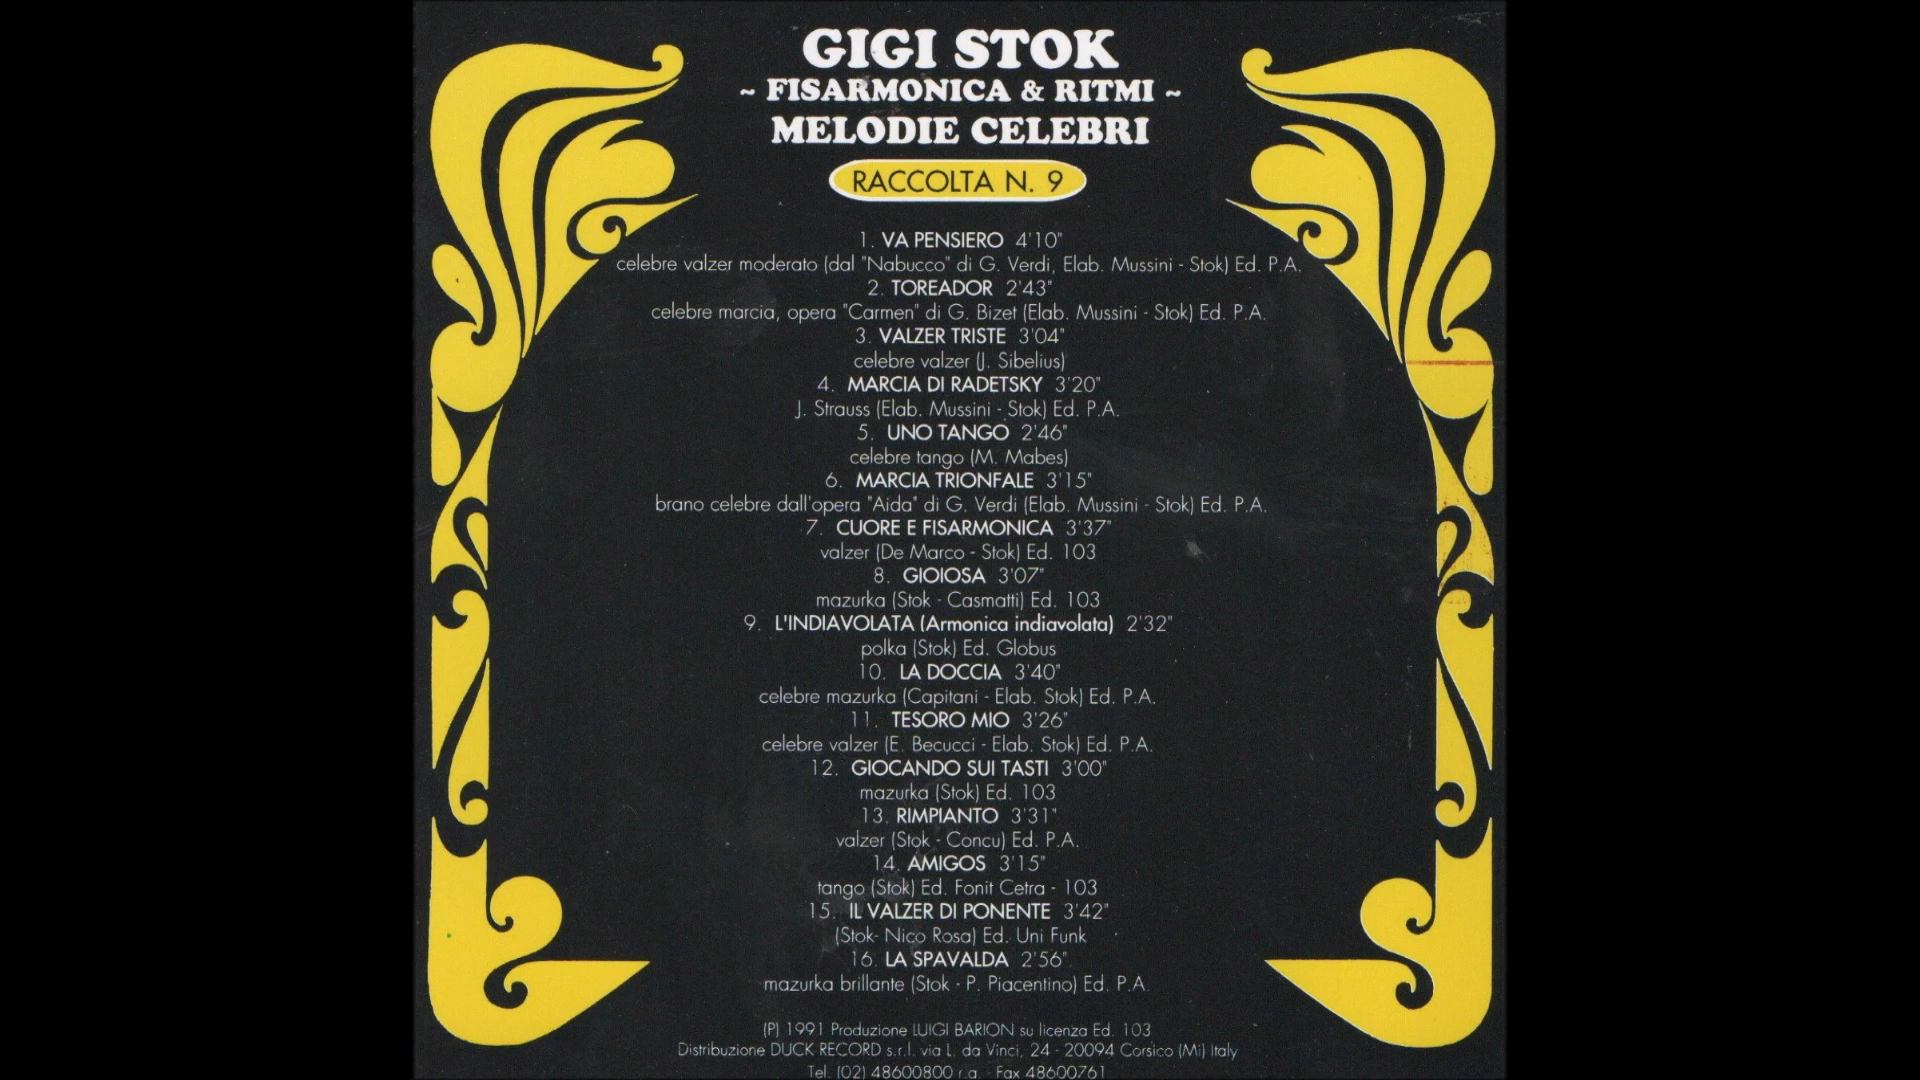 GIGI STOK
~ FISARMONICA & RITMI ~
MELODIE CELEBRI
RACCOLTA N. 9
1. VA PENSIERO 4'10"
celebre valzer moderato (dal "Nabucco" di G. Verdi, Elab. Mussini - Stok) Ed. P.A.
2. TOREADOR 2'43"
celebre marcia, opera "Carmen" di G. Bizet (Elab. Mussini - Stok) Ed. P.A.
3. VALZER TRISTE 3'04"
celebre valzer (J. Sibelius)
4. MARCIA DI RADETSKY 3'20"
J. Strauss (Elab. Mussini - Stok) Ed. P.A.
5. UNO TANGO 2'46"
celebre tango (M. Mabes)
6. MARCIA TRIONFALE 3'15"
brano celebre dall'opera "Aida" di G. Verdi (Elab. Mussini - Stok) Ed. P.A.
7. CUORE E FISARMONICA 3'37"
valzer (De Marco - Stok) Ed. 103
8. GIOIOSA 3'07"
mazurka (Stok - Casmatti) Ed. 103
9. L'INDIAVOLATA (Armonica indiavolata) 2'32"
polka (Stok) Ed. Globus
10. LA DOCCIA 3'40"
celebre mazurka (Capitani - Elab. Stok) Ed. P.A.
11. TESORO MIO 3'26"
celebre valzer (E. Becucci - Elab. Stok) Ed. P.A.
12. GIOCANDO SUI TASTI 3'00"
mazurka (Stok) Ed. 103
13. RIMPIANTO 3'31"
valzer (Stok - Concu) Ed. P.A.
14. AMIGOS 3'15"
tango (Stok) Ed. Fonit Cetra - 103
15. IL VALZER DI PONENTE 3'42"
(Stok- Nico Rosa) Ed. Uni Funk
16. LA SPAVALDA 2'56"
mazurka brillante (Stok - P. Piacentino) Ed. P.A.
(P) 1991 Produzione LUIGI BARION su licenza Ed. 103
Distribuzione DUCK RECORD s.r.l. via L. da Vinci, 24 - 20094 Corsico (Mi) Italy
Tel. (02) 48600800 r.a. - Fax 48600761